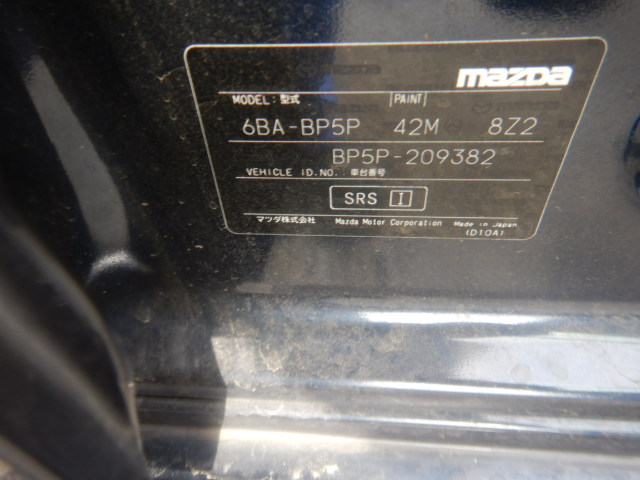 mazda
MODEL: 型式 PAINT
6BA-BP5P 42M 8Z2
BP5P-209382
VEHICLE ID.NO.: 車台番号
SRS I
マツダ株式会社 Mazda Motor Corporation Made in Japan
(D10A)